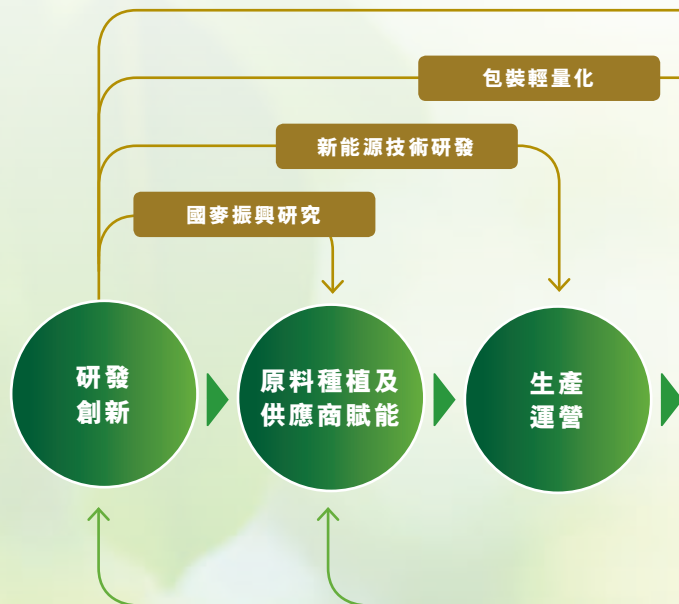 包裝輕量化
新能源技術研發
國麥振興研究
研發
創新
原料種植及
供應商賦能
生產
運營